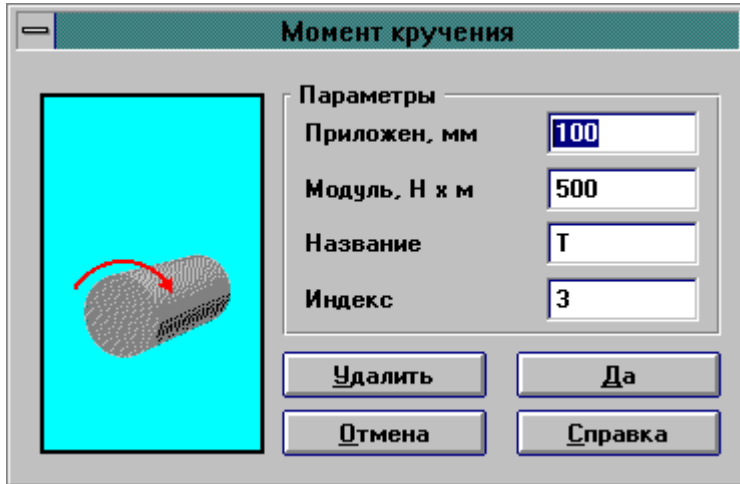 Момент кручения
Параметры
Приложен, мм 100
Модуль, Н х м 500
Название Т
Индекс 3
Удалить Да
Отмена Справка